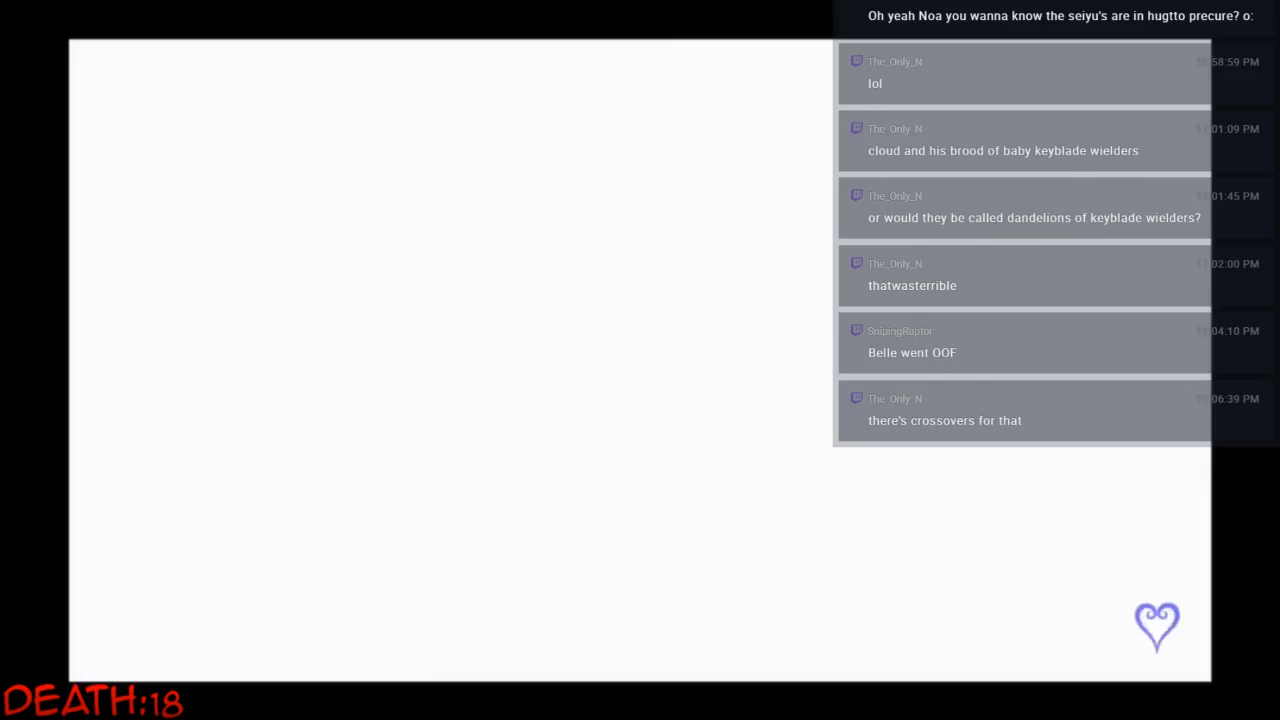 Oh yeah Noa you wanna know the seiyu's are in hugtto precure? o:
The_Only_N 58:59 PM
lol
The_Only_N 01:09 PM
cloud and his brood of baby keyblade wielders
The_Only_N 01:45 PM
or would they be called dandelions of keyblade wielders?
The_Only_N 02:00 PM
thatwasterrible
SnipingRaptor 04:10 PM
Belle went OOF
The_Only_N 06:39 PM
there's crossovers for that
DEATH:18